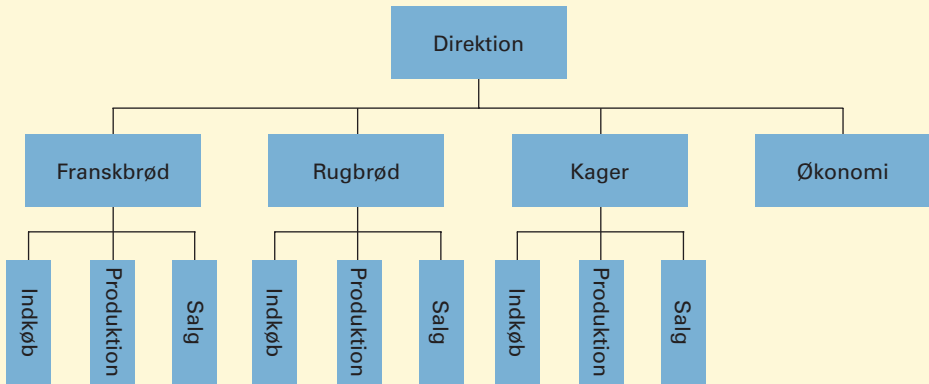 Direktion
Franskbrød
Rugbrød
Kager
Økonomi
Indkøb
Produktion
Salg
Indkøb
Produktion
Salg
Indkøb
Produktion
Salg